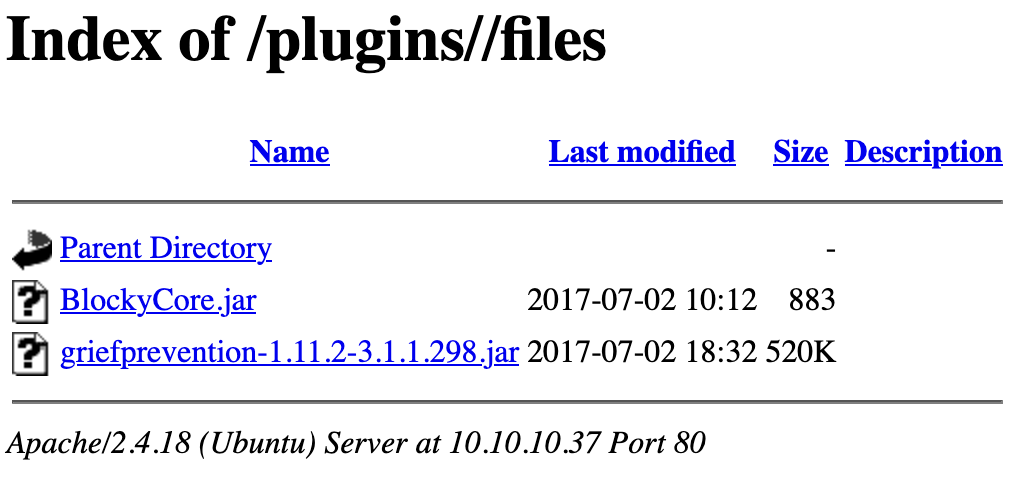 Index of /plugins//files
Name Last modified Size Description
Parent Directory -
BlockyCore.jar 2017-07-02 10:12 883
griefprevention-1.11.2-3.1.1.298.jar 2017-07-02 18:32 520K
Apache/2.4.18 (Ubuntu) Server at 10.10.10.37 Port 80